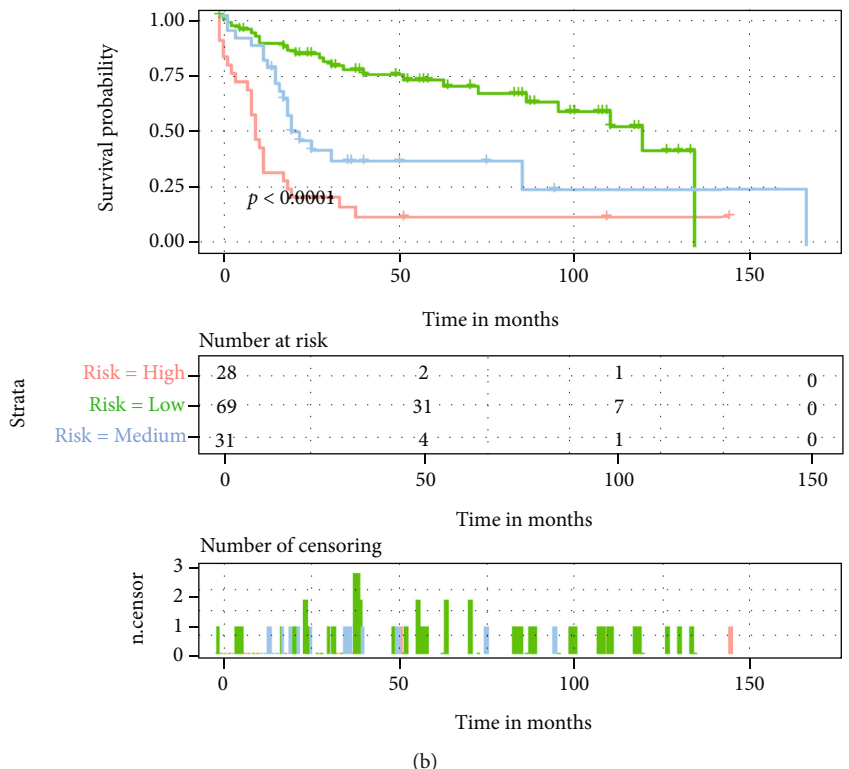 1.00
0.75
0.50
0.25
0.00
Survival probability
p < 0.0001
0 50 100 150
Time in months
Number at risk
Strata
Risk = High 28 2 1 0
Risk = Low 69 31 7 0
Risk = Medium 31 4 1 0
0 50 100 150
Time in months
Number of censoring
n.censor
3
2
1
0
0 50 100 150
Time in months
(b)